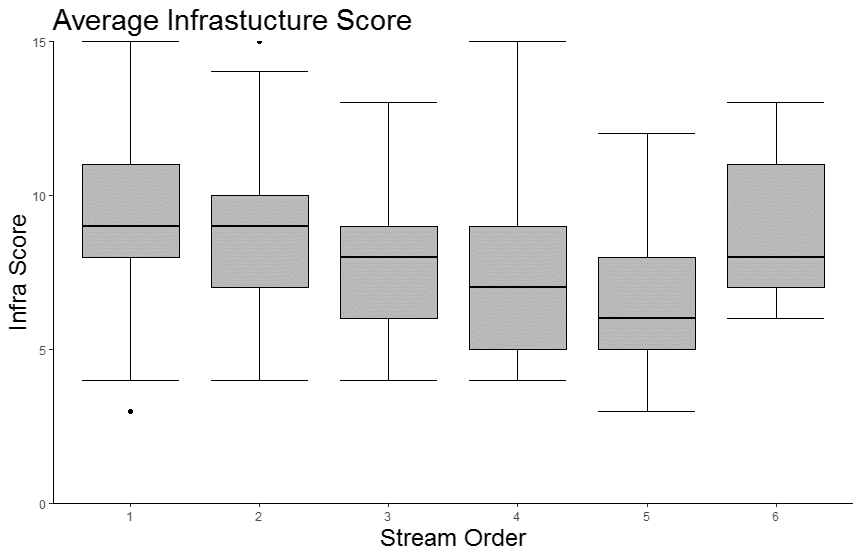 Average Infrastucture Score
15
10
5
0
Infra Score
1 2 3 4 5 6
Stream Order